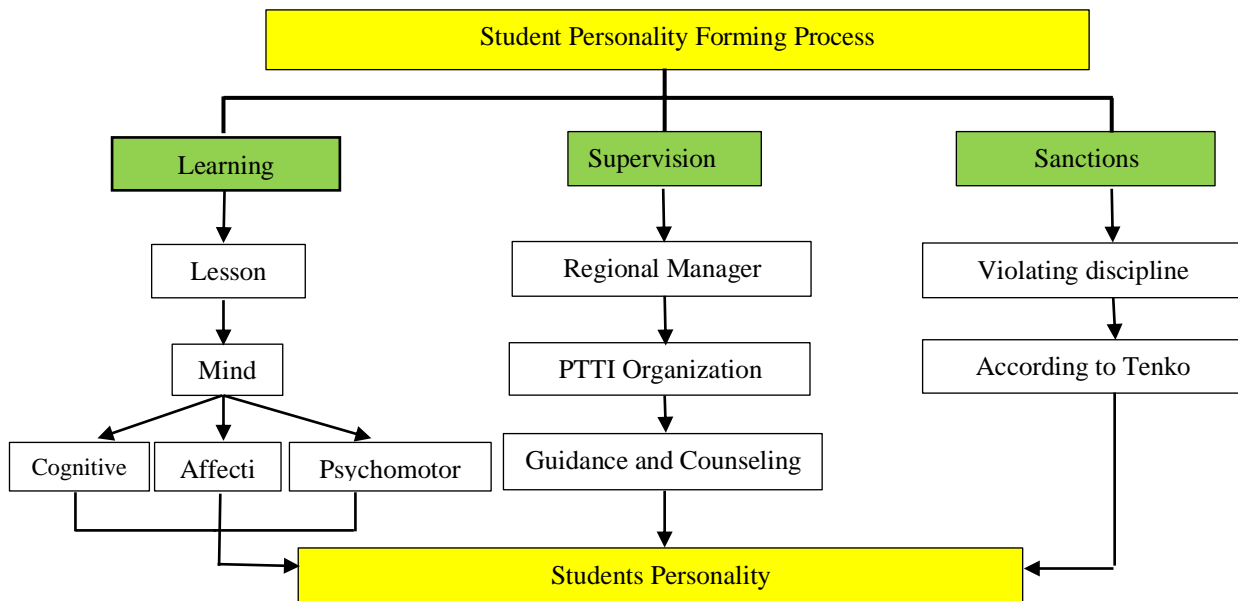 Student Personality Forming Process
Learning
Supervision
Sanctions
Lesson
Regional Manager
Violating discipline
Mind
PTTI Organization
According to Tenko
Cognitive
Affecti
Psychomotor
Guidance and Counseling
Students Personality